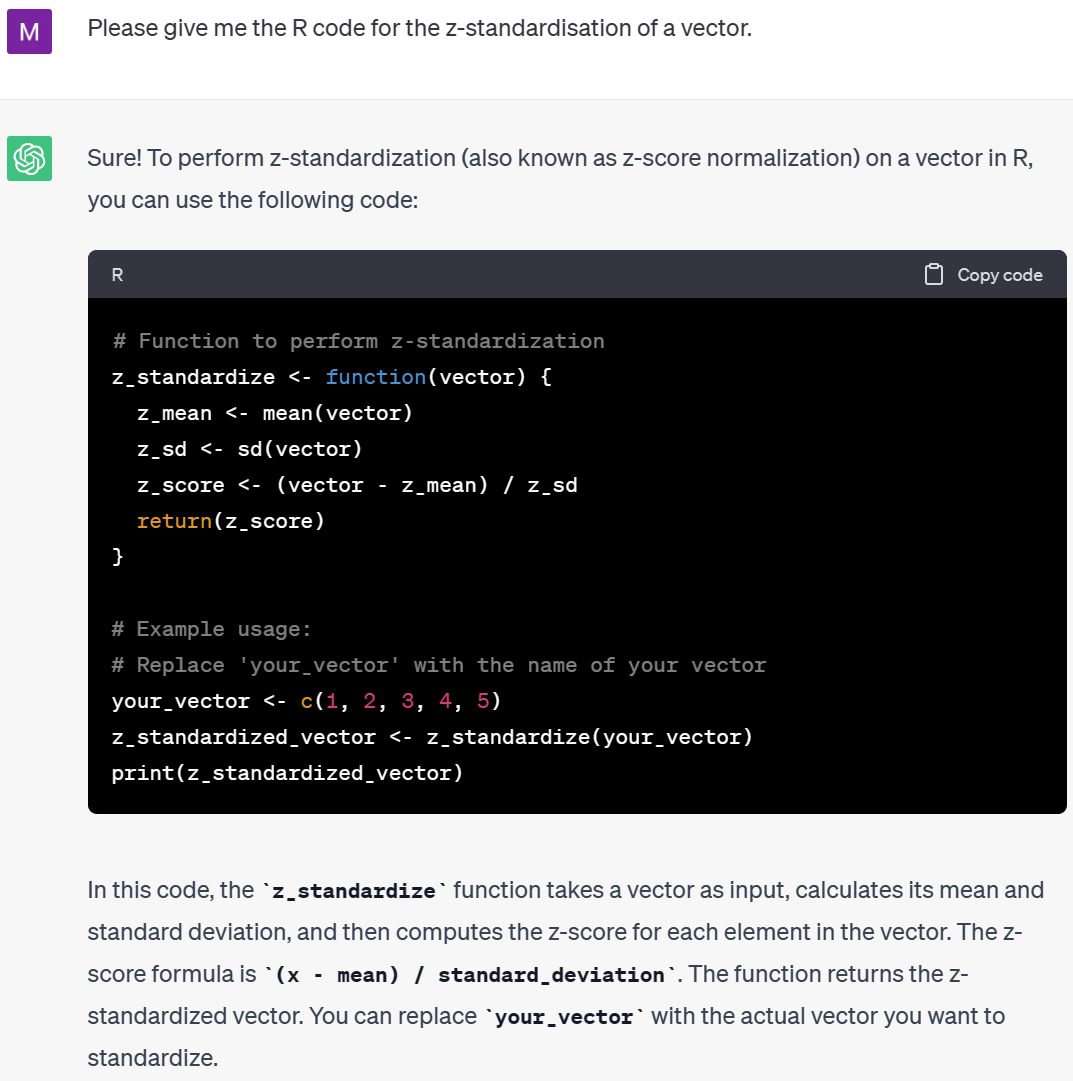 M
Please give me the R code for the z-standardisation of a vector.
Sure! To perform z-standardization (also known as z-score normalization) on a vector in R,
you can use the following code:
R
Copy code
# Function to perform z-standardization
z_standardize <- function(vector) {
  z_mean <- mean(vector)
  z_sd <- sd(vector)
  z_score <- (vector - z_mean) / z_sd
  return(z_score)
}
# Example usage:
# Replace 'your_vector' with the name of your vector
your_vector <- c(1, 2, 3, 4, 5)
z_standardized_vector <- z_standardize(your_vector)
print(z_standardized_vector)
In this code, the `z_standardize` function takes a vector as input, calculates its mean and
standard deviation, and then computes the z-score for each element in the vector. The z-
score formula is `(x - mean) / standard_deviation`. The function returns the z-
standardized vector. You can replace `your_vector` with the actual vector you want to
standardize.